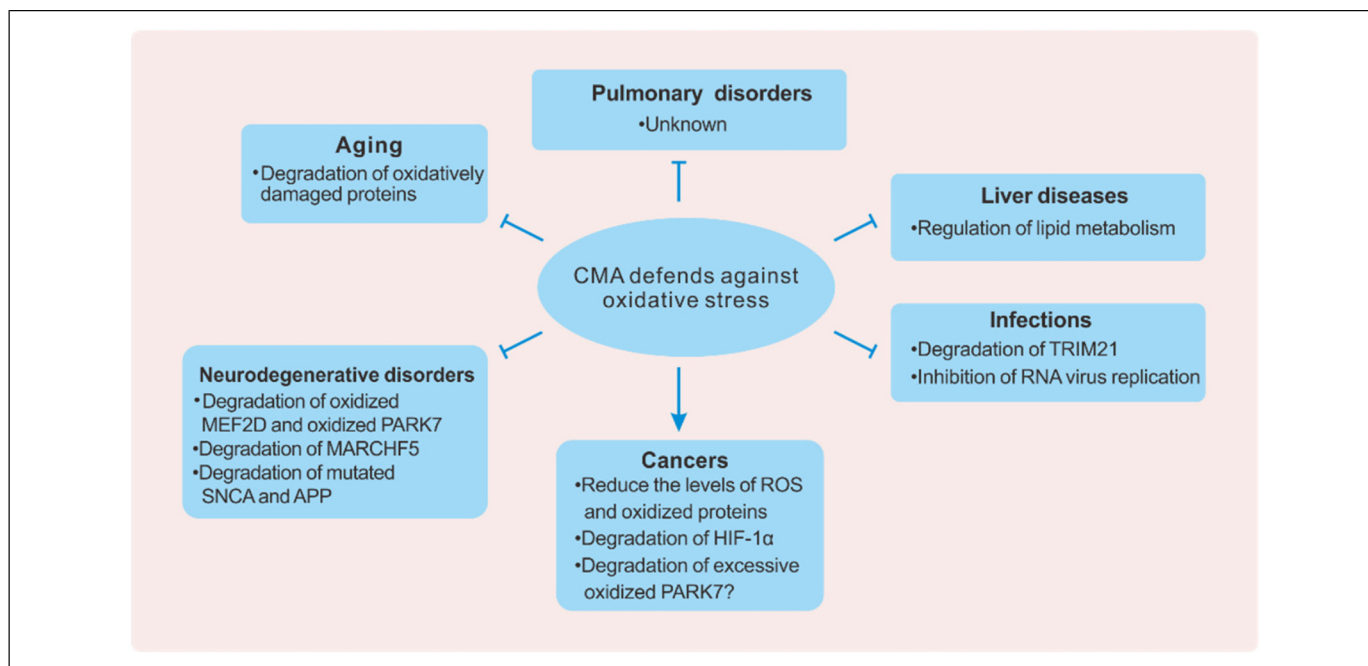 Pulmonary disorders
•Unknown
Aging
•Degradation of oxidatively
damaged proteins
Liver diseases
•Regulation of lipid metabolism
CMA defends against
oxidative stress
Infections
•Degradation of TRIM21
•Inhibition of RNA virus replication
Neurodegenerative disorders
•Degradation of oxidized
MEF2D and oxidized PARK7
•Degradation of MARCHF5
•Degradation of mutated
SNCA and APP
Cancers
•Reduce the levels of ROS
and oxidized proteins
•Degradation of HIF-1α
•Degradation of excessive
oxidized PARK7?